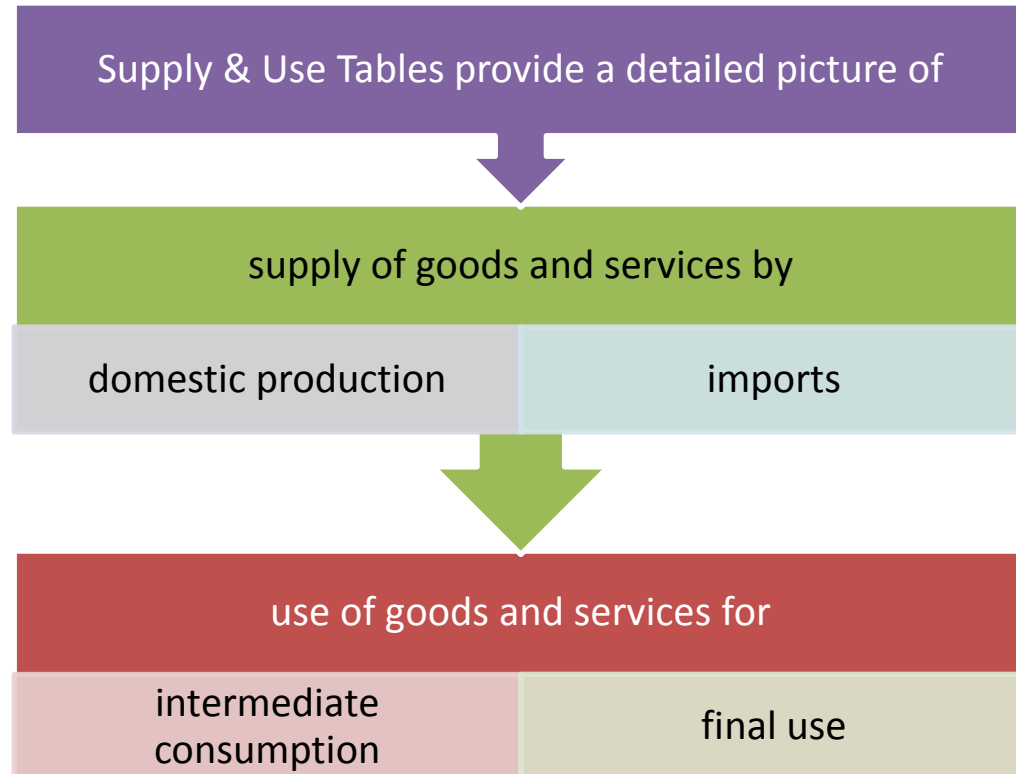 Supply & Use Tables provide a detailed picture of
supply of goods and services by
domestic production
imports
use of goods and services for
intermediate
consumption
final use